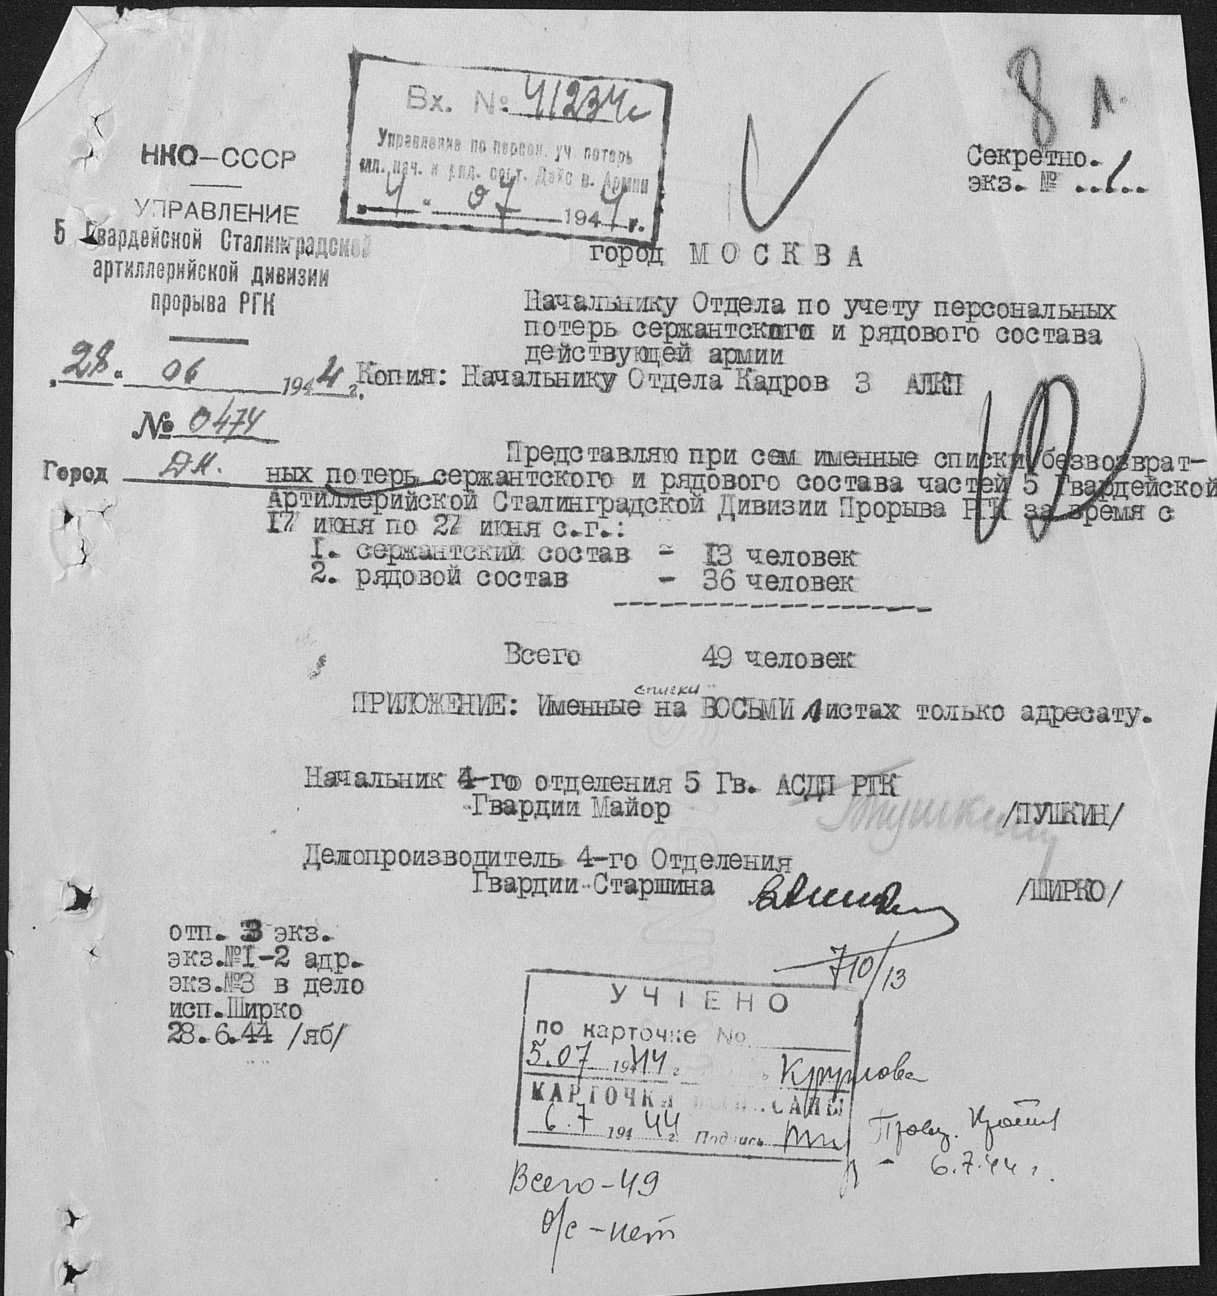 8 л.
Вх. № 41234с
Управление по персон. уч. потерь
мл. нач. и ряд. сост. Дейс в. Армии
"4" 07 1944 г.
Секретно.
экз. № ..1..
НКО—СССР
УПРАВЛЕНИЕ
5 Гвардейской Сталинградской
артиллерийской дивизии
прорыва РГК
"28" 06 1944 г.
№ 0474
Город Д.А.
город МОСКВА
Начальнику Отдела по учету персональных
потерь сержантского и рядового состава
действующей армии
Копия: Начальнику Отдела Кадров 3 АЛКП
Представляю при сем именные списки безвозврат-
ных потерь сержантского и рядового состава частей 5 Гвардейской
Артиллерийской Сталинградской Дивизии Прорыва РГК за время с
17 июня по 27 июня с.г.:
1. сержантский состав - 13 человек
2. рядовой состав - 36 человек
Всего 49 человек
списки
ПРИЛОЖЕНИЕ: Именные на ВОСЬМИ листах только адресату.
Начальник 4-го отделения 5 Гв. АСДП РГК
Гвардии Майор /ПУШКИН/
Делопроизводитель 4-го Отделения
Гвардии Старшина /ШИРКО/
отп. 3 экз.
экз.№1-2 адр.
экз.№3 в дело
исп.Ширко
28.6.44 /яб/
710/13
УЧТЕНО
по карточке №
5.07 1944 г. Круглова
КАРТОЧКИ
6.7 1944 г. Подпись
6.7.44 г.
Всего-49
о/с-нет